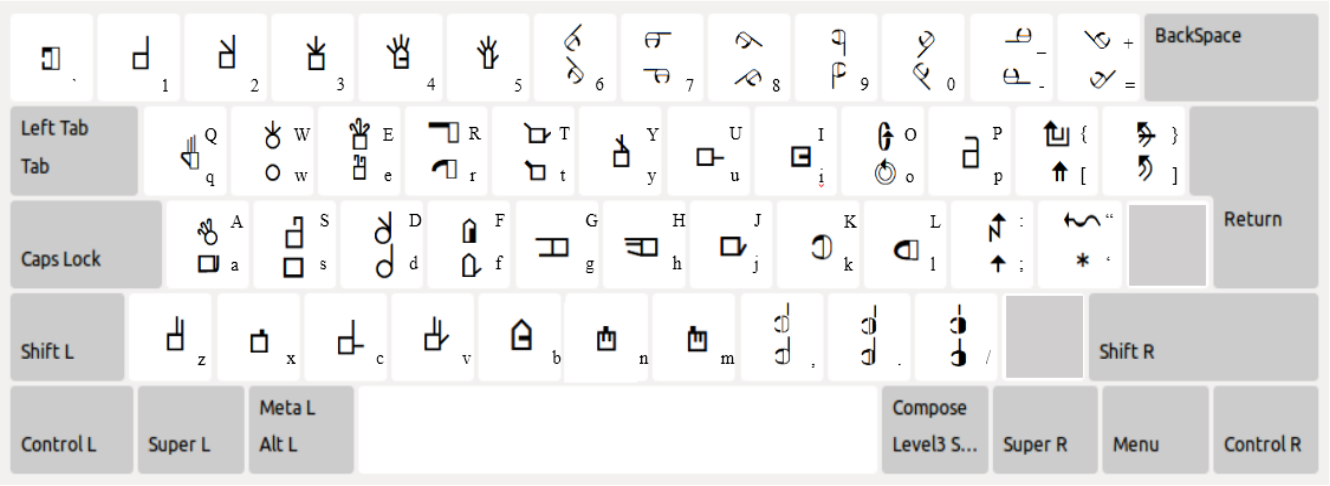 _ + BackSpace
` 1 2 3 4 5 6 7 8 9 0 - =
Left Tab Q W E R T Y U I O P { }
Tab q w e r t y u i o p [ ]
A S D F G H J K L : “ Return
Caps Lock a s d f g h j k l ; ‘
Shift L z x c v b n m , . / Shift R
Meta L Compose
Control L Super L Alt L Level3 S... Super R Menu Control R